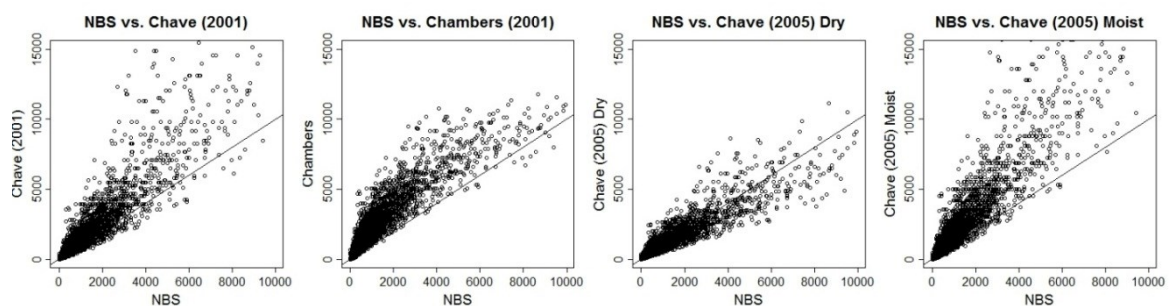 NBS vs. Chave (2001)
Chave (2001)
15000
10000
5000
0
0 2000 4000 6000 8000 10000
NBS
NBS vs. Chambers (2001)
Chambers
15000
10000
5000
0
0 2000 4000 6000 8000 10000
NBS
NBS vs. Chave (2005) Dry
Chave (2005) Dry
15000
10000
5000
0
0 2000 4000 6000 8000 10000
NBS
NBS vs. Chave (2005) Moist
Chave (2005) Moist
15000
10000
5000
0
0 2000 4000 6000 8000 10000
NBS